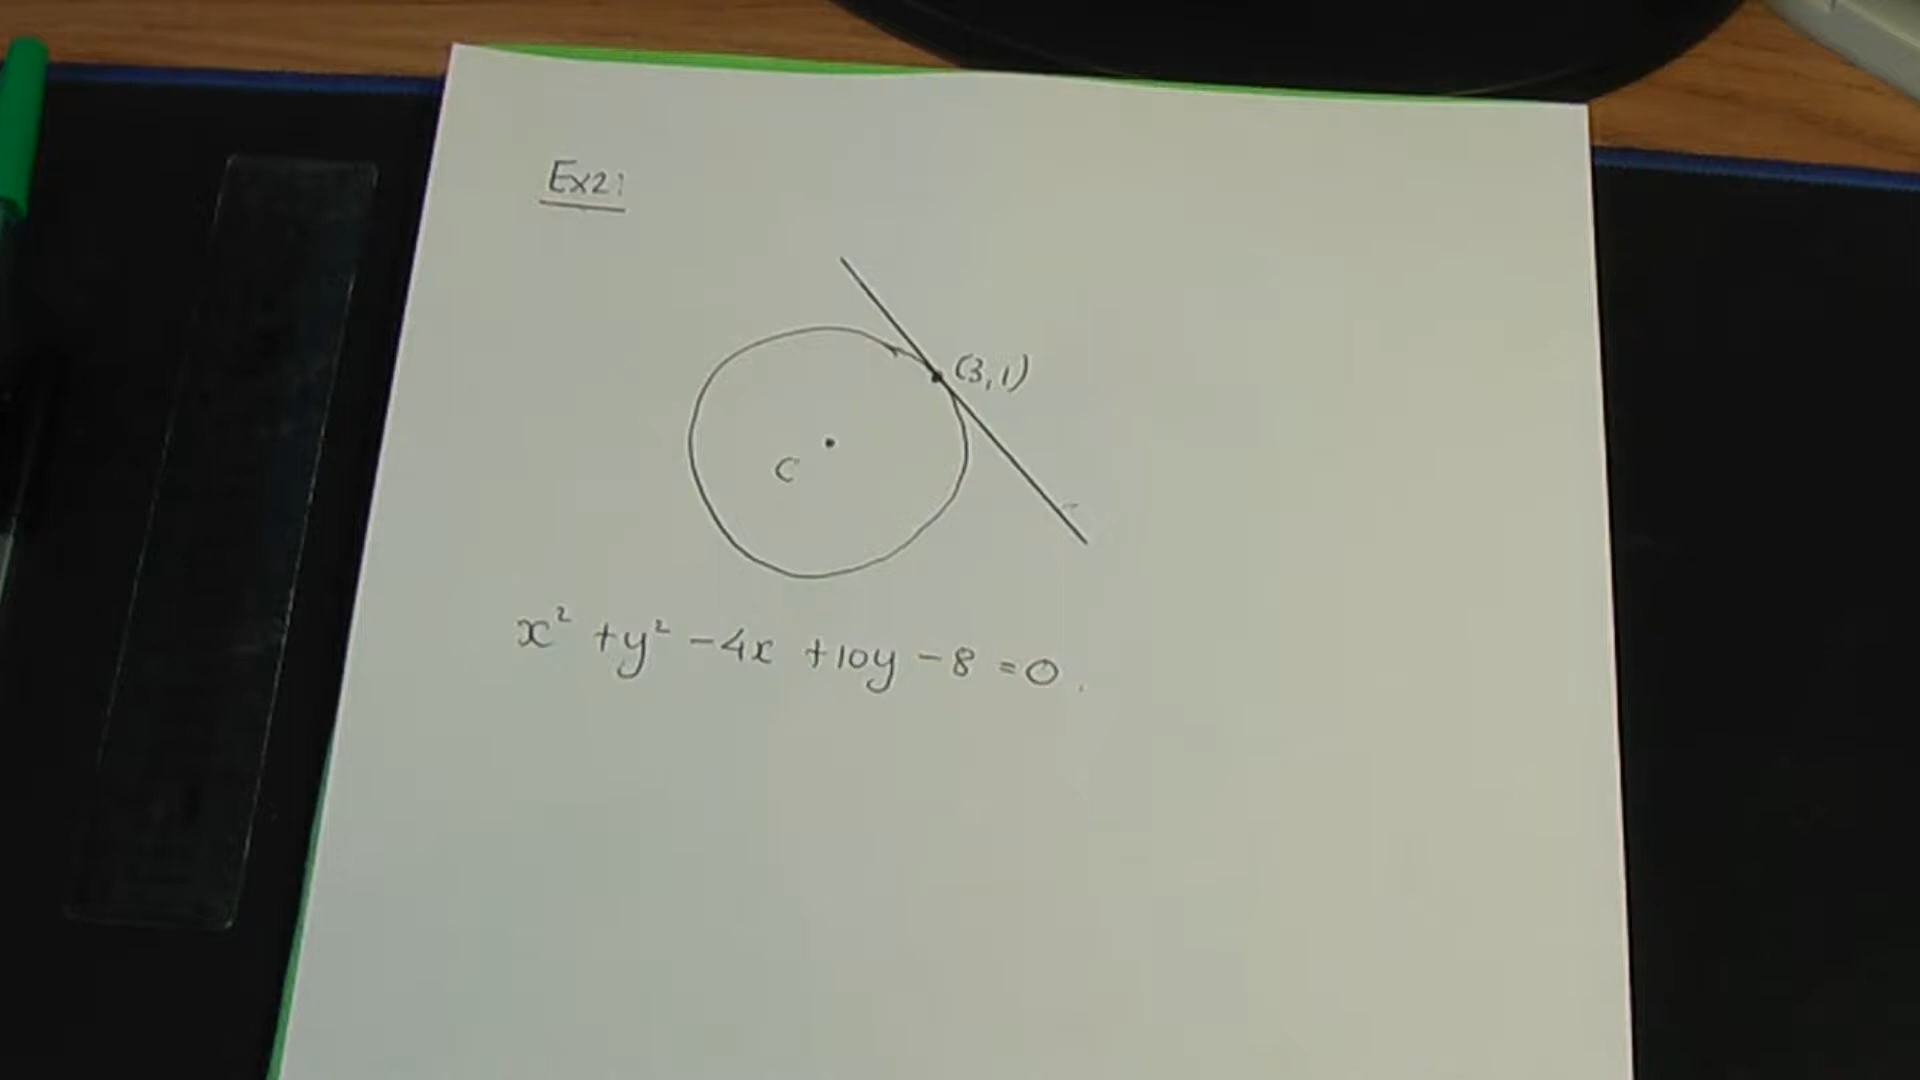 Ex2:
(3,1)
C
x² + y² - 4x + 10y - 8 = 0.